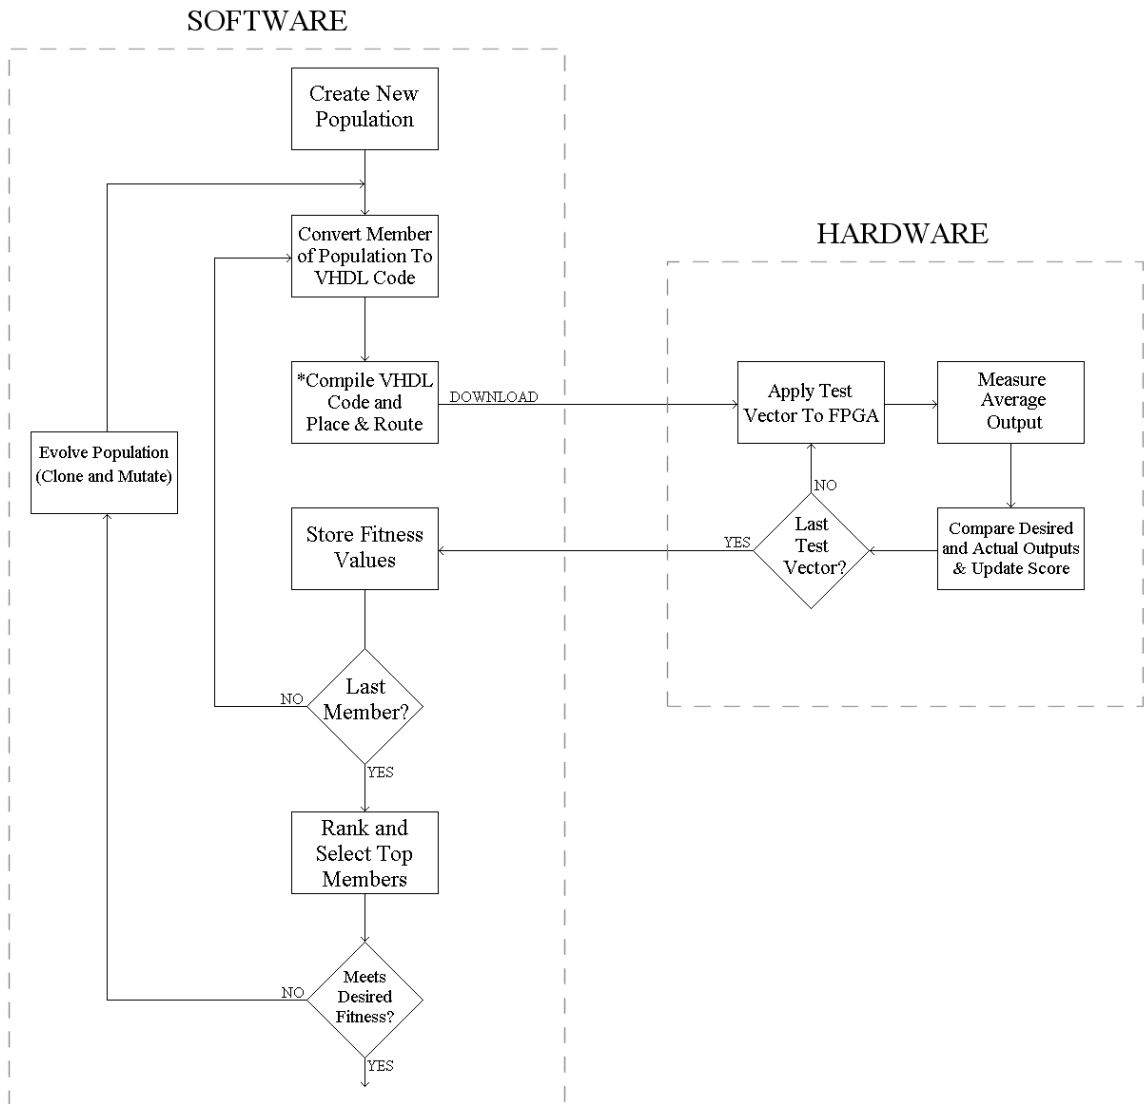 SOFTWARE
Create New
Population
Convert Member
of Population To
VHDL Code
*Compile VHDL
Code and
Place & Route
DOWNLOAD
Evolve Population
(Clone and Mutate)
Store Fitness
Values
Last
Member?
NO
YES
Rank and
Select Top
Members
Meets
Desired
Fitness?
NO
YES
HARDWARE
Apply Test
Vector To FPGA
Measure
Average
Output
Compare Desired
and Actual Outputs
& Update Score
Last
Test
Vector?
NO
YES